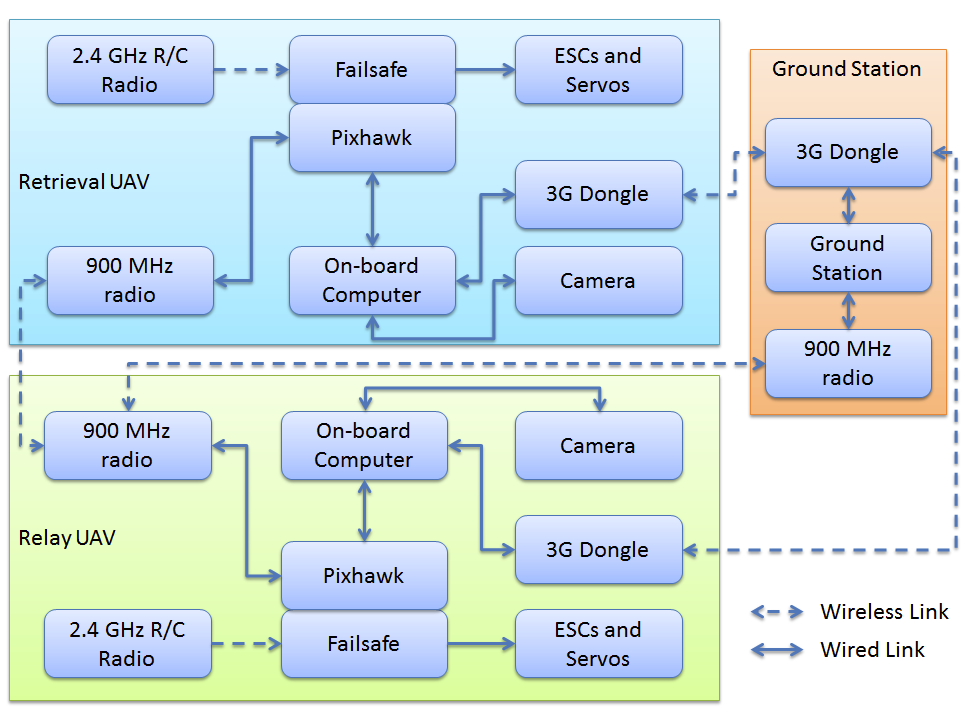 2.4 GHz R/C
Radio
Failsafe
ESCs and
Servos
Pixhawk
Retrieval UAV
3G Dongle
900 MHz
radio
On-board
Computer
Camera
Ground Station
3G Dongle
Ground
Station
900 MHz
radio
900 MHz
radio
On-board
Computer
Camera
Relay UAV
3G Dongle
Pixhawk
2.4 GHz R/C
Radio
Failsafe
ESCs and
Servos
Wireless Link
Wired Link